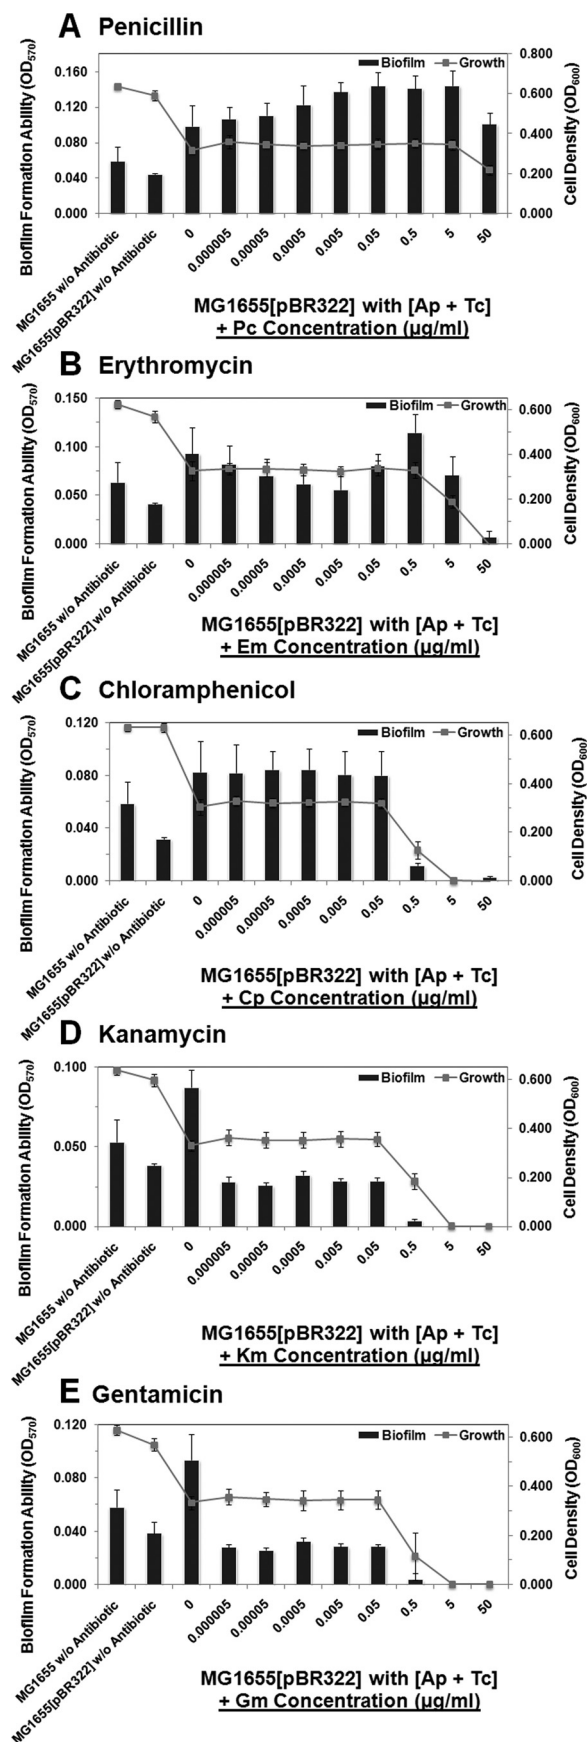 A Penicillin
Biofilm Growth
Biofilm Formation Ability (OD570)
0.160
0.120
0.080
0.040
0.000
0.800
0.600
0.400
0.200
0.000
Cell Density (OD600)
MG1655 w/o Antibiotic
MG1655[pBR322] w/o Antibiotic
0
0.000005
0.00005
0.0005
0.005
0.05
0.5
5
50
MG1655[pBR322] with [Ap + Tc]
+ Pc Concentration (µg/ml)
B Erythromycin
Biofilm Growth
Biofilm Formation Ability (OD570)
0.150
0.100
0.050
0.000
0.600
0.400
0.200
0.000
Cell Density (OD600)
MG1655 w/o Antibiotic
MG1655[pBR322] w/o Antibiotic
0
0.000005
0.00005
0.0005
0.005
0.05
0.5
5
50
MG1655[pBR322] with [Ap + Tc]
+ Em Concentration (µg/ml)
C Chloramphenicol
Biofilm Growth
Biofilm Formation Ability (OD570)
0.120
0.080
0.040
0.000
0.600
0.400
0.200
0.000
Cell Density (OD600)
MG1655 w/o Antibiotic
MG1655[pBR322] w/o Antibiotic
0
0.000005
0.00005
0.0005
0.005
0.05
0.5
5
50
MG1655[pBR322] with [Ap + Tc]
+ Cp Concentration (µg/ml)
D Kanamycin
Biofilm Growth
Biofilm Formation Ability (OD570)
0.100
0.050
0.000
0.600
0.400
0.200
0.000
Cell Density (OD600)
MG1655 w/o Antibiotic
MG1655[pBR322] w/o Antibiotic
0
0.000005
0.00005
0.0005
0.005
0.05
0.5
5
50
MG1655[pBR322] with [Ap + Tc]
+ Km Concentration (µg/ml)
E Gentamicin
Biofilm Growth
Biofilm Formation Ability (OD570)
0.120
0.080
0.040
0.000
0.600
0.400
0.200
0.000
Cell Density (OD600)
MG1655 w/o Antibiotic
MG1655[pBR322] w/o Antibiotic
0
0.000005
0.00005
0.0005
0.005
0.05
0.5
5
50
MG1655[pBR322] with [Ap + Tc]
+ Gm Concentration (µg/ml)